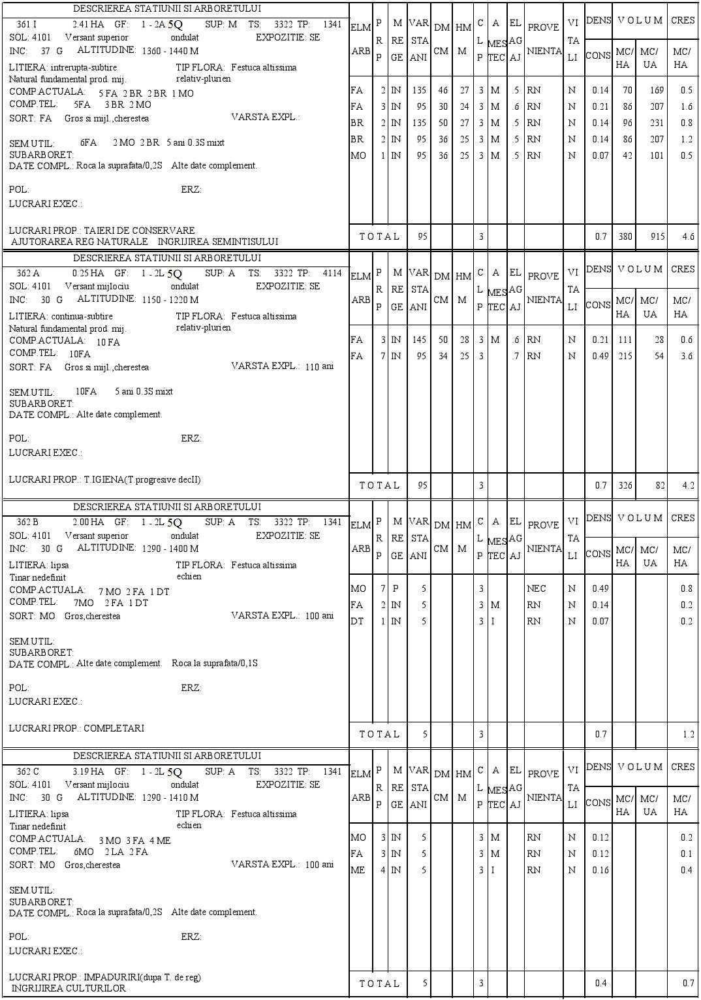 DESCRIEREA STATIUNII SI ARBORETULUI
361 I 2.41 HA GF: 1 - 2A 5Q SUP: M TS: 3322 TP: 1341
SOL: 4101 Versant superior ondulat EXPOZITIE: SE
INC: 37 G ALTITUDINE: 1360 - 1440 M
LITIERA: intrerupta-subtire TIP FLORA: Festuca altissima
Natural fundamental prod. mij. relativ-plurien
COMP.ACTUALA: 5 FA 2 BR 2 BR 1 MO
COMP.TEL: 5FA 3 BR 2 MO
SORT: FA Gros si mijl.,cherestea VARSTA EXPL.:
SEM.UTIL: 6FA 2 MO 2 BR 5 ani 0.3S mixt
SUBARBORET:
DATE COMPL.: Roca la suprafata/0,2S Alte date complement.
POL: ERZ:
LUCRARI EXEC.:
LUCRARI PROP.: TAIERI DE CONSERVARE
AJUTORAREA REG NATURALE INGRIJIREA SEMINTISULUI
ELM P M VAR DM HM C A EL PROVE VI DENS V O L U M CRES
R RE STA L MES AG TA
ARB P GE ANI CM M P TEC AJ NIENTA LI CONS MC/ MC/ MC/
HA UA HA
FA 2 IN 135 46 27 3 M .5 RN N 0.14 70 169 0.5
FA 3 IN 95 30 24 3 M .6 RN N 0.21 86 207 1.6
BR 2 IN 135 50 27 3 M .5 RN N 0.14 96 231 0.8
BR 2 IN 95 36 25 3 M .5 RN N 0.14 86 207 1.2
MO 1 IN 95 36 25 3 M .5 RN N 0.07 42 101 0.5
T O T A L 95 3 0.7 380 915 4.6
DESCRIEREA STATIUNII SI ARBORETULUI
362 A 0.25 HA GF: 1 - 2L 5Q SUP: A TS: 3322 TP: 4114
SOL: 4101 Versant mijlociu ondulat EXPOZITIE: SE
INC: 30 G ALTITUDINE: 1150 - 1220 M
LITIERA: continua-subtire TIP FLORA: Festuca altissima
Natural fundamental prod. mij. relativ-plurien
COMP.ACTUALA: 10 FA
COMP.TEL: 10FA
SORT: FA Gros si mijl.,cherestea VARSTA EXPL.: 110 ani
SEM.UTIL: 10FA 5 ani 0.3S mixt
SUBARBORET:
DATE COMPL.: Alte date complement.
POL: ERZ:
LUCRARI EXEC.:
LUCRARI PROP.: T.IGIENA(T.progresive decII)
ELM P M VAR DM HM C A EL PROVE VI DENS V O L U M CRES
R RE STA L MES AG TA
ARB P GE ANI CM M P TEC AJ NIENTA LI CONS MC/ MC/ MC/
HA UA HA
FA 3 IN 145 50 28 3 M .6 RN N 0.21 111 28 0.6
FA 7 IN 95 34 25 3 .7 RN N 0.49 215 54 3.6
T O T A L 95 3 0.7 326 82 4.2
DESCRIEREA STATIUNII SI ARBORETULUI
362 B 2.00 HA GF: 1 - 2L 5Q SUP: A TS: 3322 TP: 1341
SOL: 4101 Versant superior ondulat EXPOZITIE: SE
INC: 30 G ALTITUDINE: 1290 - 1400 M
LITIERA: lipsa TIP FLORA: Festuca altissima
Tinar nedefinit echien
COMP.ACTUALA: 7 MO 2 FA 1 DT
COMP.TEL: 7MO 2 FA 1 DT
SORT: MO Gros,cherestea VARSTA EXPL.: 100 ani
SEM.UTIL:
SUBARBORET:
DATE COMPL.: Alte date complement. Roca la suprafata/0,1S
POL: ERZ:
LUCRARI EXEC.:
LUCRARI PROP.: COMPLETARI
ELM P M VAR DM HM C A EL PROVE VI DENS V O L U M CRES
R RE STA L MES AG TA
ARB P GE ANI CM M P TEC AJ NIENTA LI CONS MC/ MC/ MC/
HA UA HA
MO 7 P 5 3 NEC N 0.49 0.8
FA 2 IN 5 3 M RN N 0.14 0.2
DT 1 IN 5 3 I RN N 0.07 0.2
T O T A L 5 3 0.7 1.2
DESCRIEREA STATIUNII SI ARBORETULUI
362 C 3.19 HA GF: 1 - 2L 5Q SUP: A TS: 3322 TP: 1341
SOL: 4101 Versant mijlociu ondulat EXPOZITIE: SE
INC: 30 G ALTITUDINE: 1290 - 1410 M
LITIERA: lipsa TIP FLORA: Festuca altissima
Tinar nedefinit echien
COMP.ACTUALA: 3 MO 3 FA 4 ME
COMP.TEL: 6MO 2 LA 2 FA
SORT: MO Gros,cherestea VARSTA EXPL.: 100 ani
SEM.UTIL:
SUBARBORET:
DATE COMPL.: Roca la suprafata/0,2S Alte date complement.
POL: ERZ:
LUCRARI EXEC.:
LUCRARI PROP.: IMPADURIRI(dupa T. de reg)
INGRIJIREA CULTURILOR
ELM P M VAR DM HM C A EL PROVE VI DENS V O L U M CRES
R RE STA L MES AG TA
ARB P GE ANI CM M P TEC AJ NIENTA LI CONS MC/ MC/ MC/
HA UA HA
MO 3 IN 5 3 M RN N 0.12 0.2
FA 3 IN 5 3 M RN N 0.12 0.1
ME 4 IN 5 3 I RN N 0.16 0.4
T O T A L 5 3 0.4 0.7